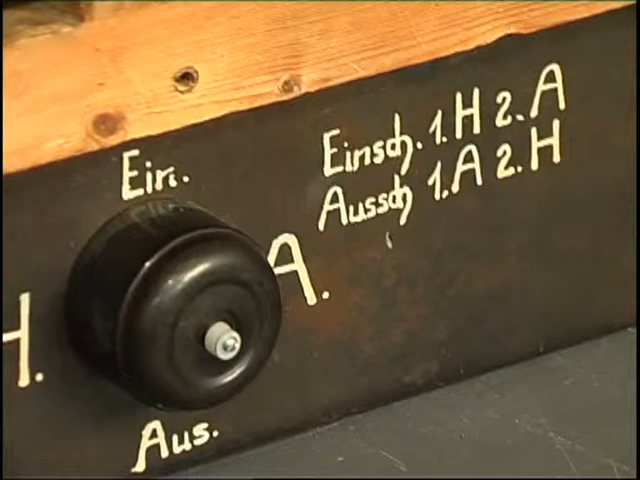 Ein.
Einsch. 1. H 2. A
Aussch 1. A 2. H
H.
A.
Aus.